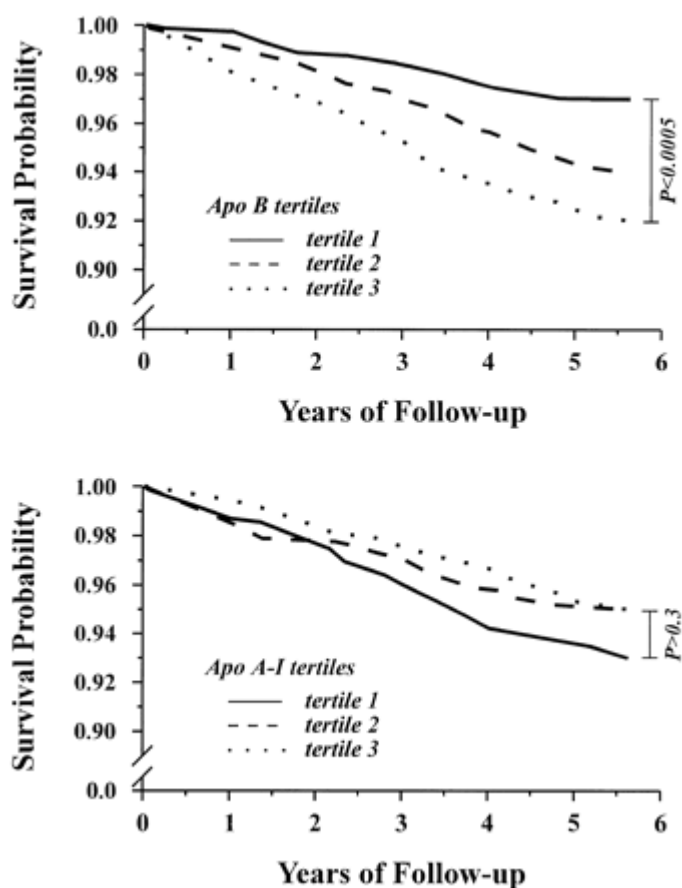 Survival Probability
1.00
0.98
0.96
0.94
0.92
0.90
0.0
Apo B tertiles
tertile 1
tertile 2
tertile 3
P<0.0005
0 1 2 3 4 5 6
Years of Follow-up
Survival Probability
1.00
0.98
0.96
0.94
0.92
0.90
0.0
Apo A-I tertiles
tertile 1
tertile 2
tertile 3
P>0.3
0 1 2 3 4 5 6
Years of Follow-up